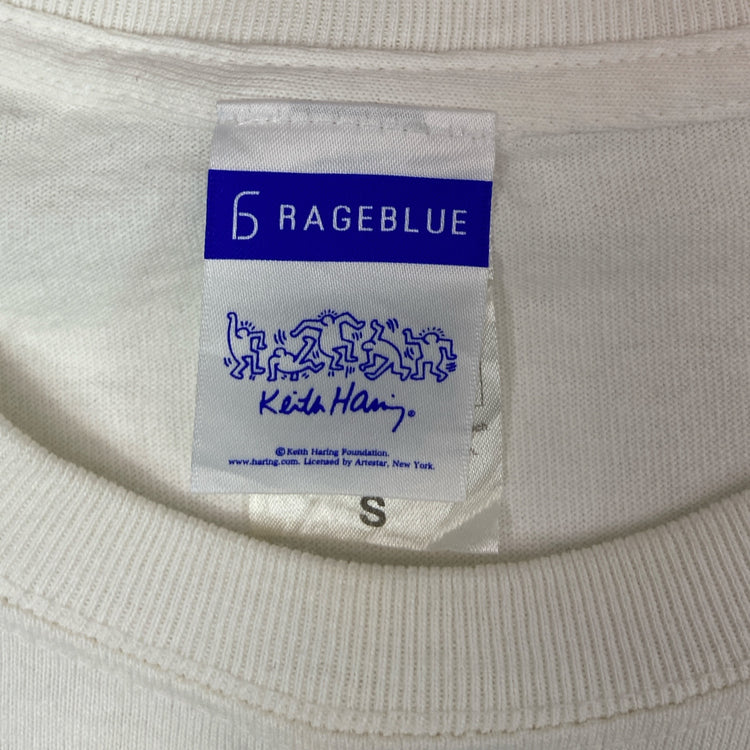 RAGEBLUE
Keith Haring ®
© Keith Haring Foundation.
www.haring.com. Licensed by Artestar, New York.
S